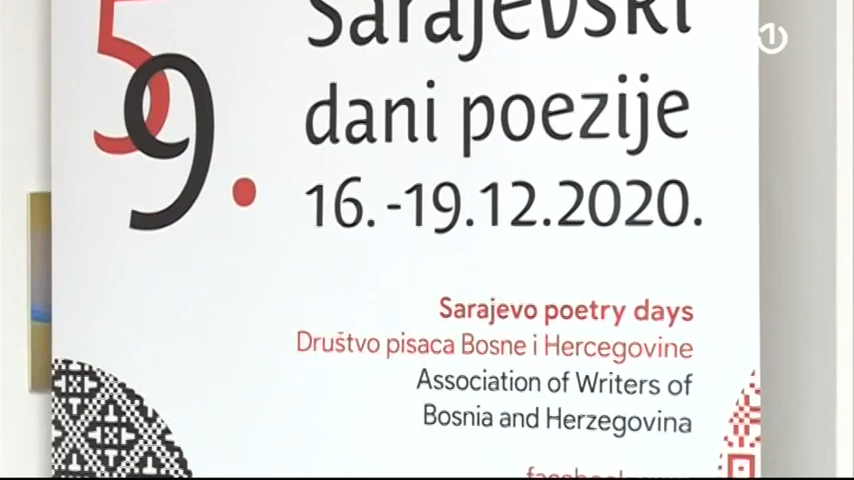 59.
Sarajevski
dani poezije
16.-19.12.2020.
Sarajevo poetry days
Društvo pisaca Bosne i Hercegovine
Association of Writers of
Bosnia and Herzegovina
1